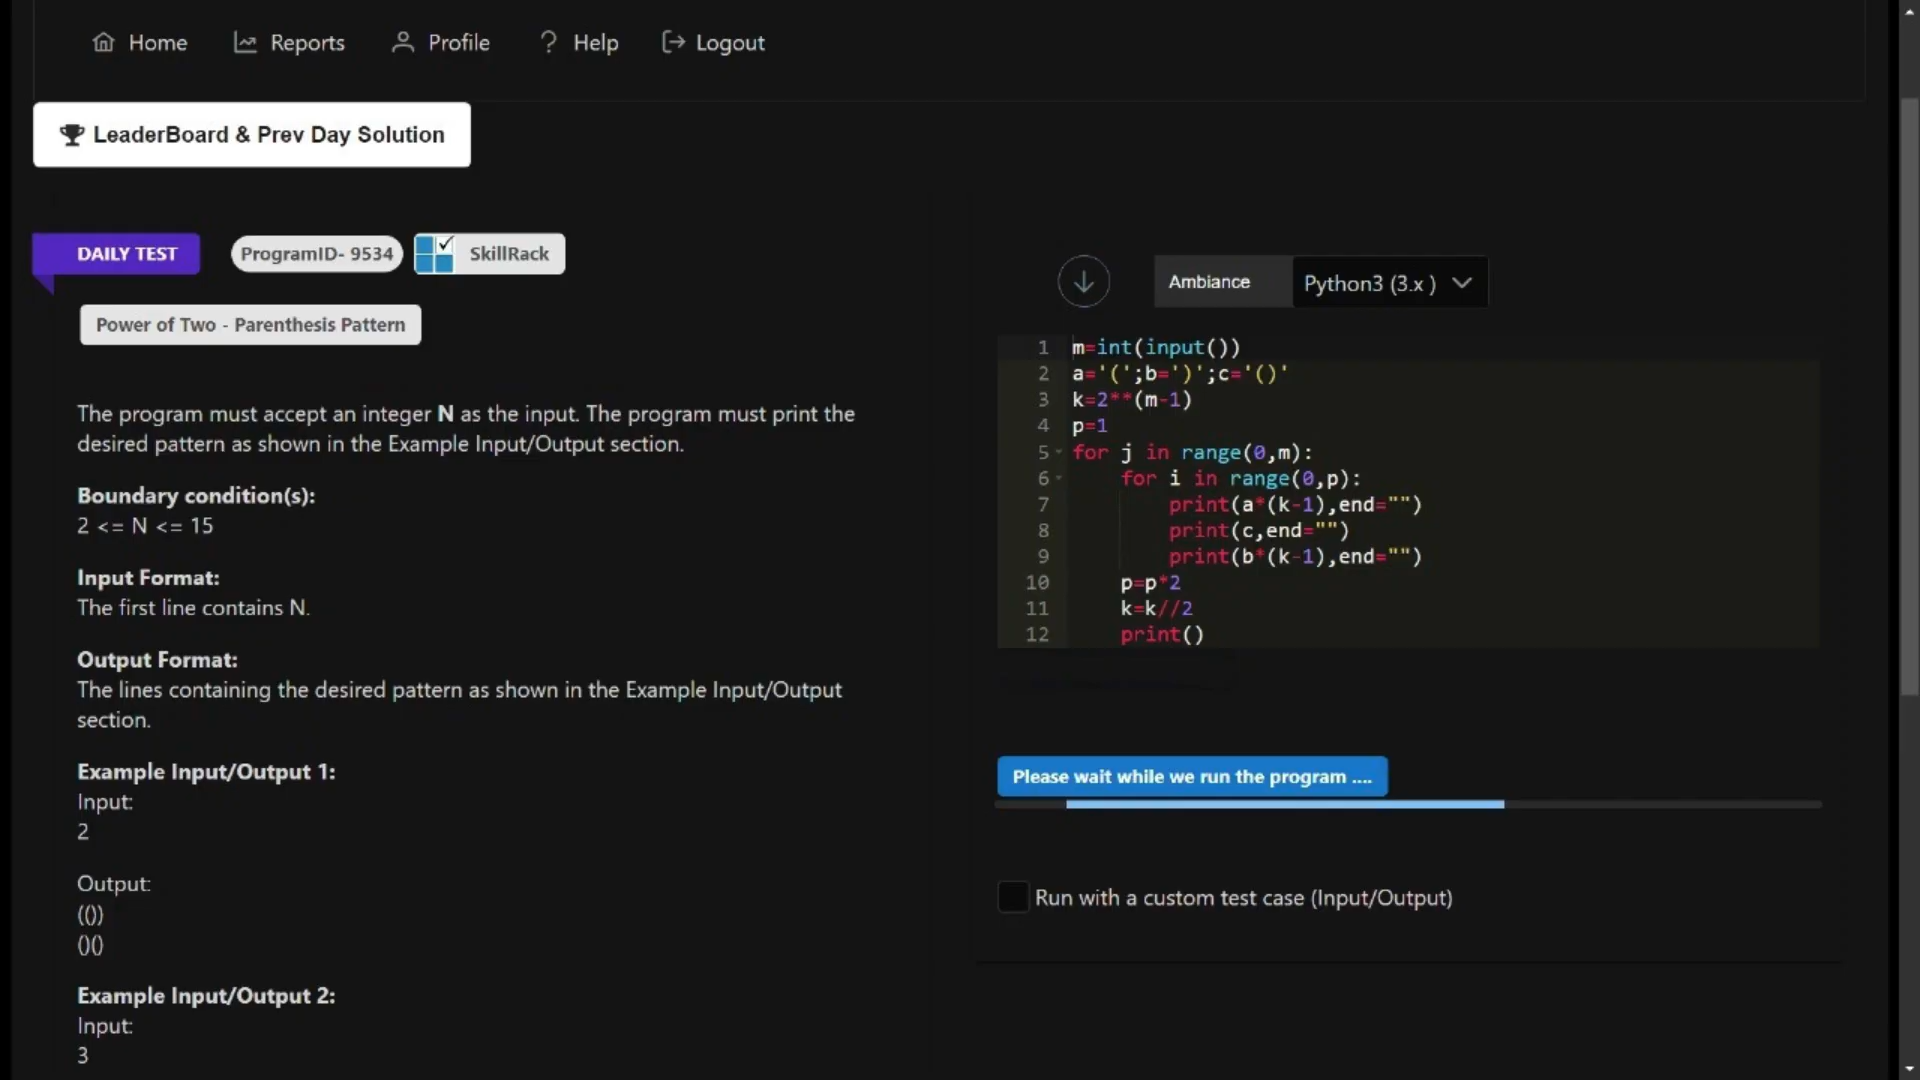 Home Reports Profile ? Help Logout
LeaderBoard & Prev Day Solution
DAILY TEST ProgramID- 9534 SkillRack
Power of Two - Parenthesis Pattern
The program must accept an integer N as the input. The program must print the
desired pattern as shown in the Example Input/Output section.
Boundary condition(s):
2 <= N <= 15
Input Format:
The first line contains N.
Output Format:
The lines containing the desired pattern as shown in the Example Input/Output
section.
Example Input/Output 1:
Input:
2
Output:
(())
()()
Example Input/Output 2:
Input:
3
Ambiance Python3 (3.x )
1 m=int(input())
2 a='(';b=')';c='()'
3 k=2**(m-1)
4 p=1
5 for j in range(0,m):
6     for i in range(0,p):
7         print(a*(k-1),end="")
8         print(c,end="")
9         print(b*(k-1),end="")
10     p=p*2
11     k=k//2
12     print()
Please wait while we run the program ....
Run with a custom test case (Input/Output)